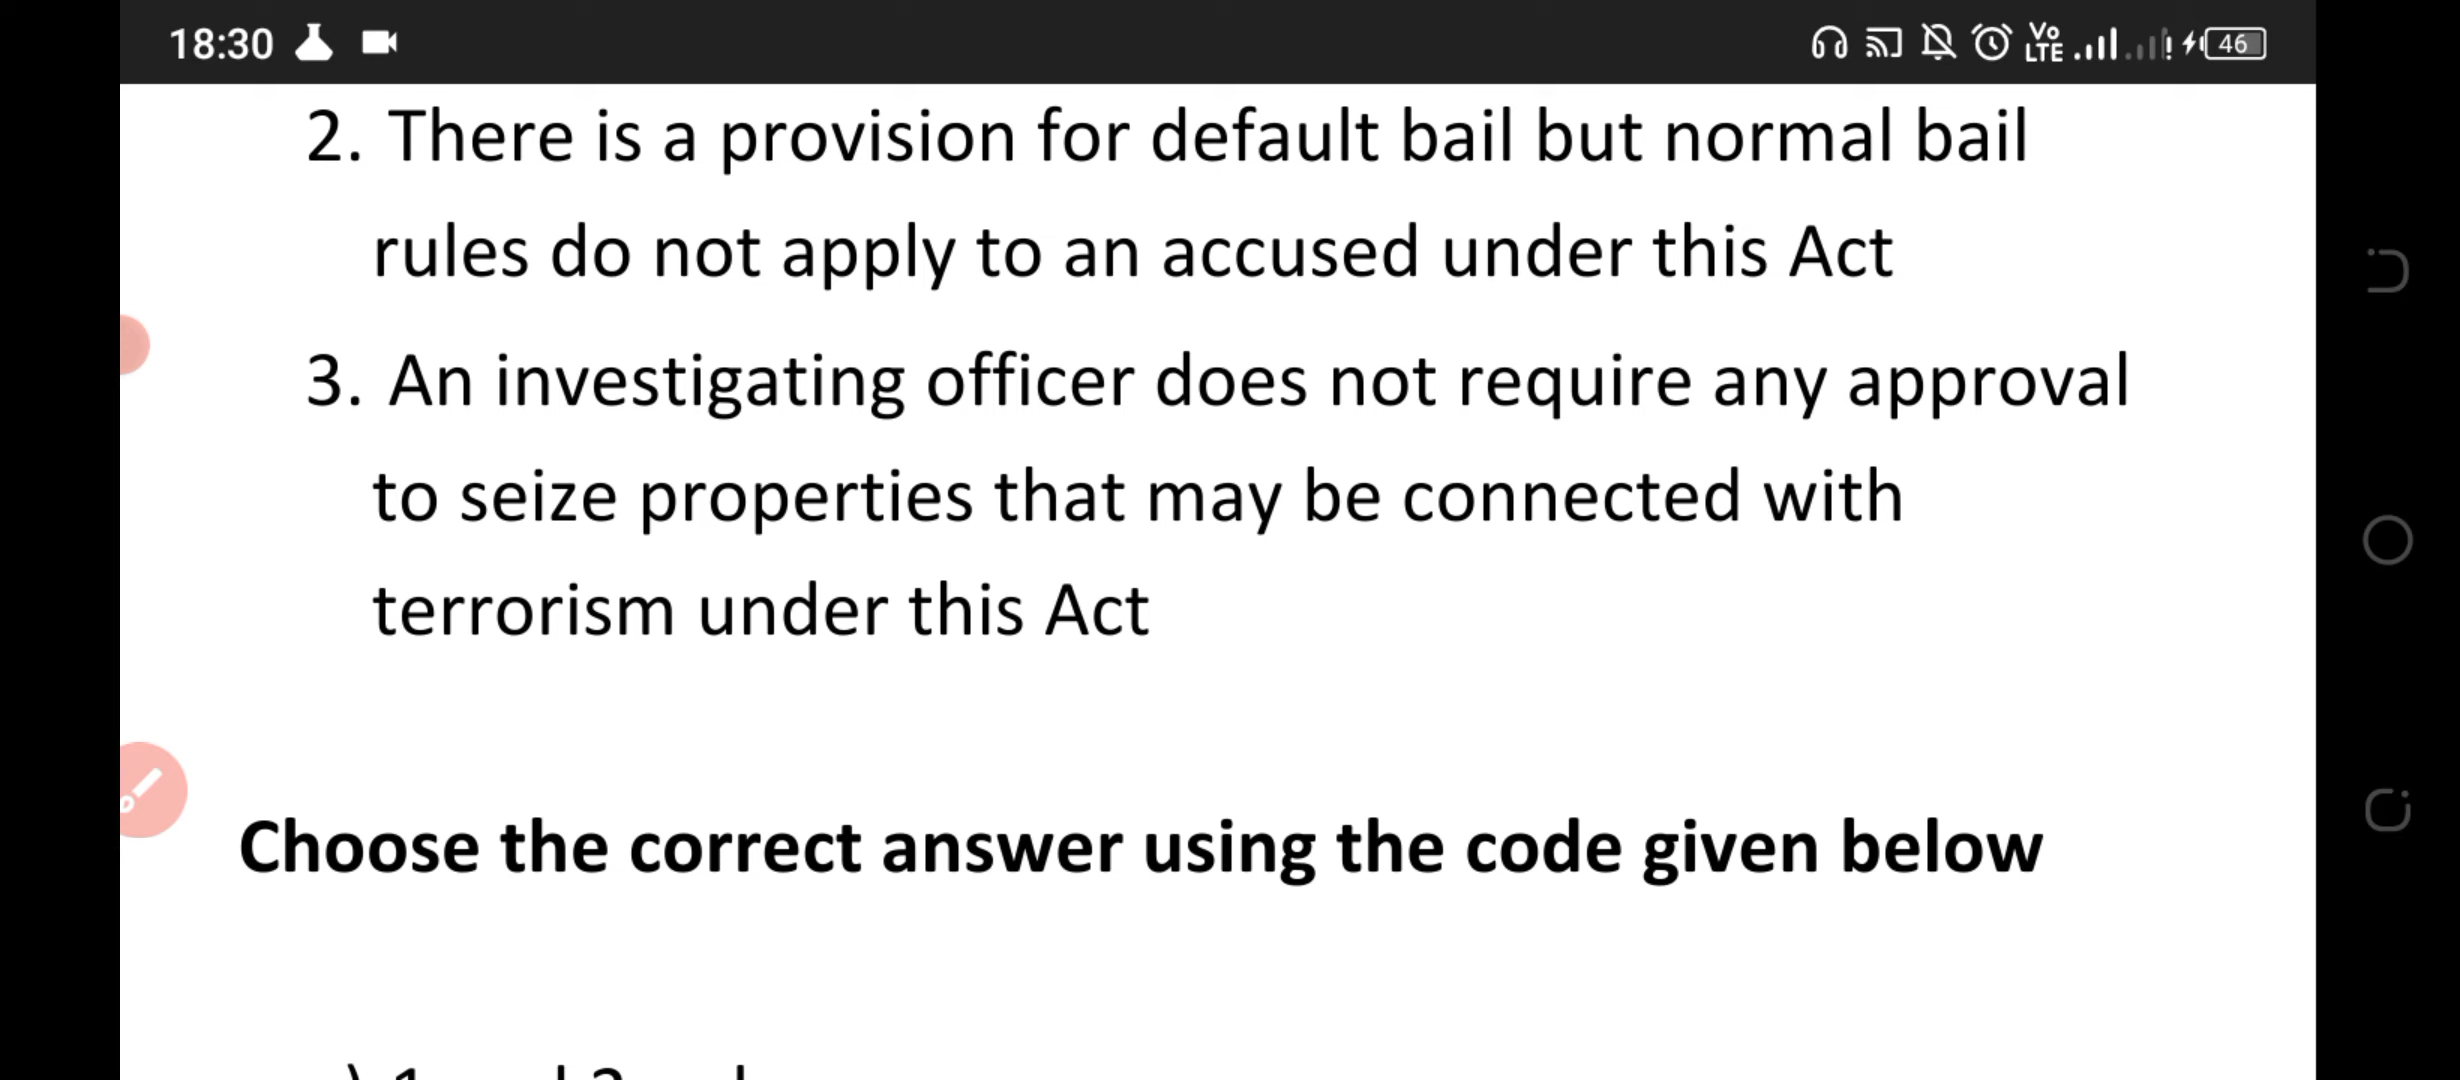 18:30 Vo LTE 46
2. There is a provision for default bail but normal bail
rules do not apply to an accused under this Act
3. An investigating officer does not require any approval
to seize properties that may be connected with
terrorism under this Act
Choose the correct answer using the code given below